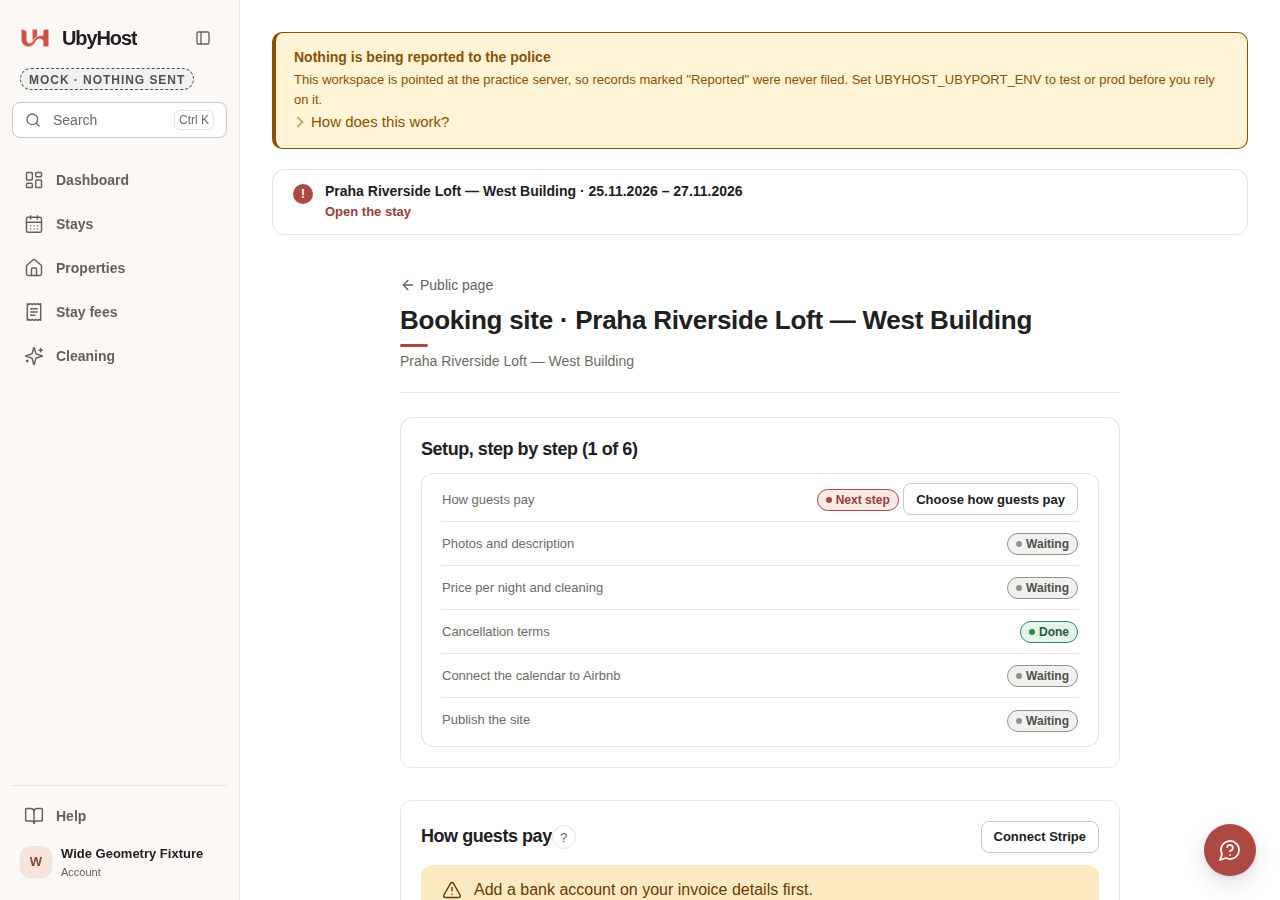 UbyHost
MOCK · NOTHING SENT
Search
Ctrl K
Dashboard
Stays
Properties
Stay fees
Cleaning
Help
W
Wide Geometry Fixture
Account
Nothing is being reported to the police
This workspace is pointed at the practice server, so records marked "Reported" were never filed. Set UBYHOST_UBYPORT_ENV to test or prod before you rely
on it.
How does this work?
!
Praha Riverside Loft — West Building · 25.11.2026 – 27.11.2026
Open the stay
Public page
Booking site · Praha Riverside Loft — West Building
Praha Riverside Loft — West Building
Setup, step by step (1 of 6)
How guests pay
Next step
Choose how guests pay
Photos and description
Waiting
Price per night and cleaning
Waiting
Cancellation terms
Done
Connect the calendar to Airbnb
Waiting
Publish the site
Waiting
How guests pay
?
Connect Stripe
Add a bank account on your invoice details first.